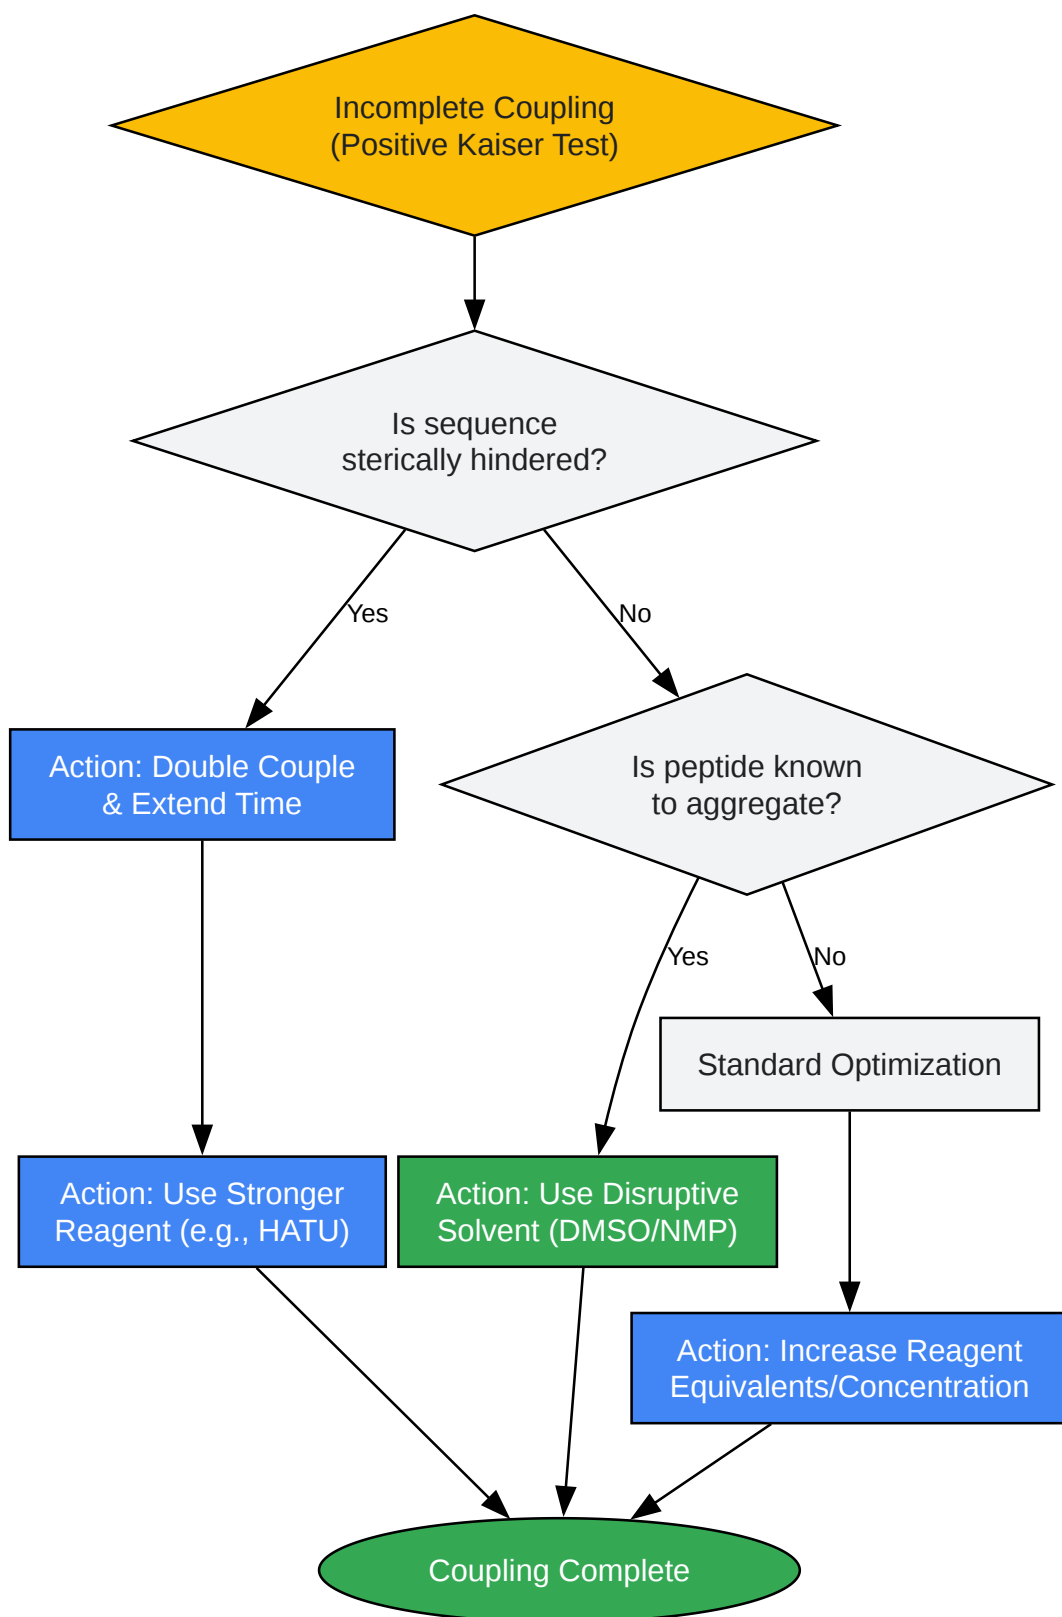 Incomplete Coupling
(Positive Kaiser Test)
Is sequence
sterically hindered?
Yes
No
Action: Double Couple
& Extend Time
Is peptide known
to aggregate?
Yes
No
Standard Optimization
Action: Use Stronger
Reagent (e.g., HATU)
Action: Use Disruptive
Solvent (DMSO/NMP)
Action: Increase Reagent
Equivalents/Concentration
Coupling Complete